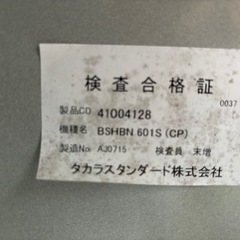 検査合格証
0037
製品CD 41004128
機種名 BSHBN 601S (CP)
製造No AJ0715 検査員 末増
タカラスタンダード株式会社